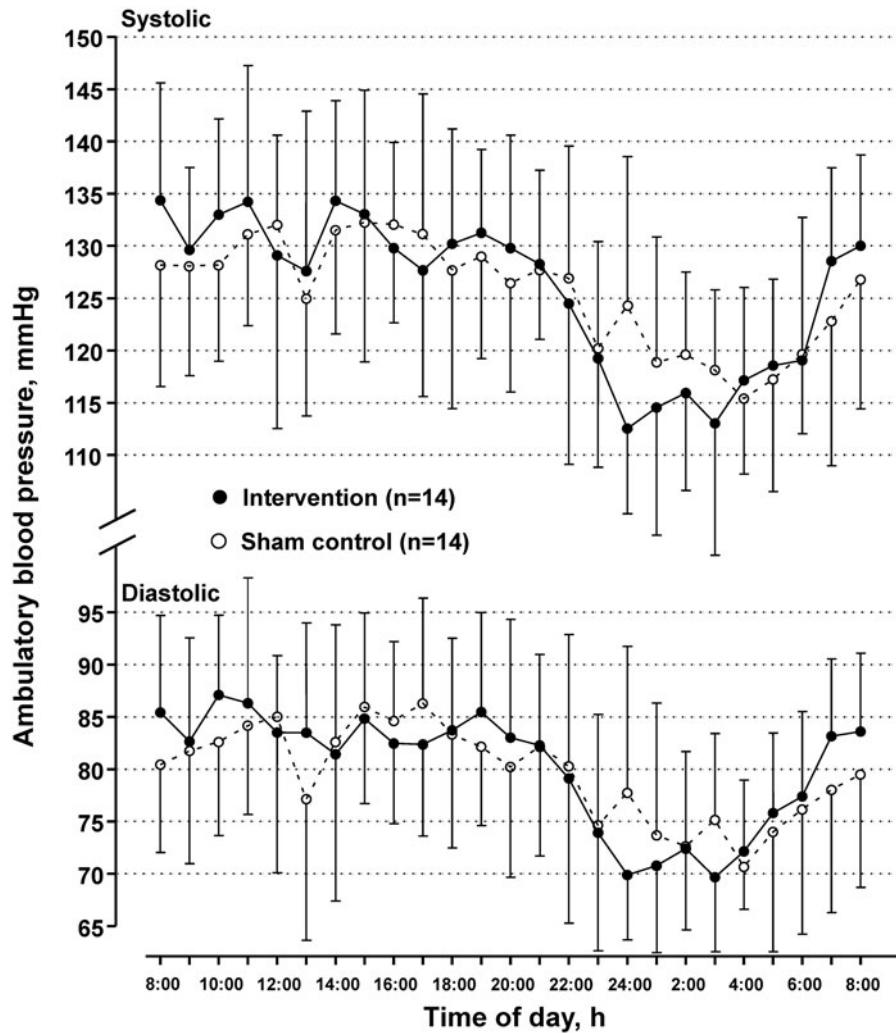 Systolic
150
145
140
135
130
125
120
115
110
Intervention (n=14)
Sham control (n=14)
Diastolic
95
90
85
80
75
70
65
Ambulatory blood pressure, mmHg
8:00 10:00 12:00 14:00 16:00 18:00 20:00 22:00 24:00 2:00 4:00 6:00 8:00
Time of day, h